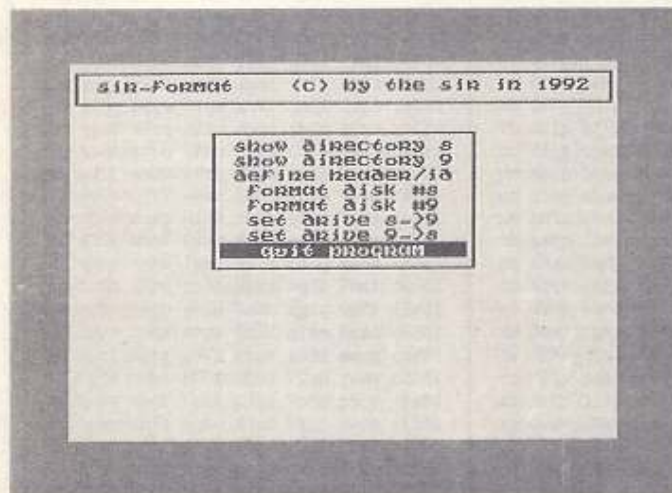 sir-format (c) by the sir in 1992
show directory 8
show directory 9
define header/id
format disk #8
format disk #9
set drive 8->9
set drive 9->8
quit program